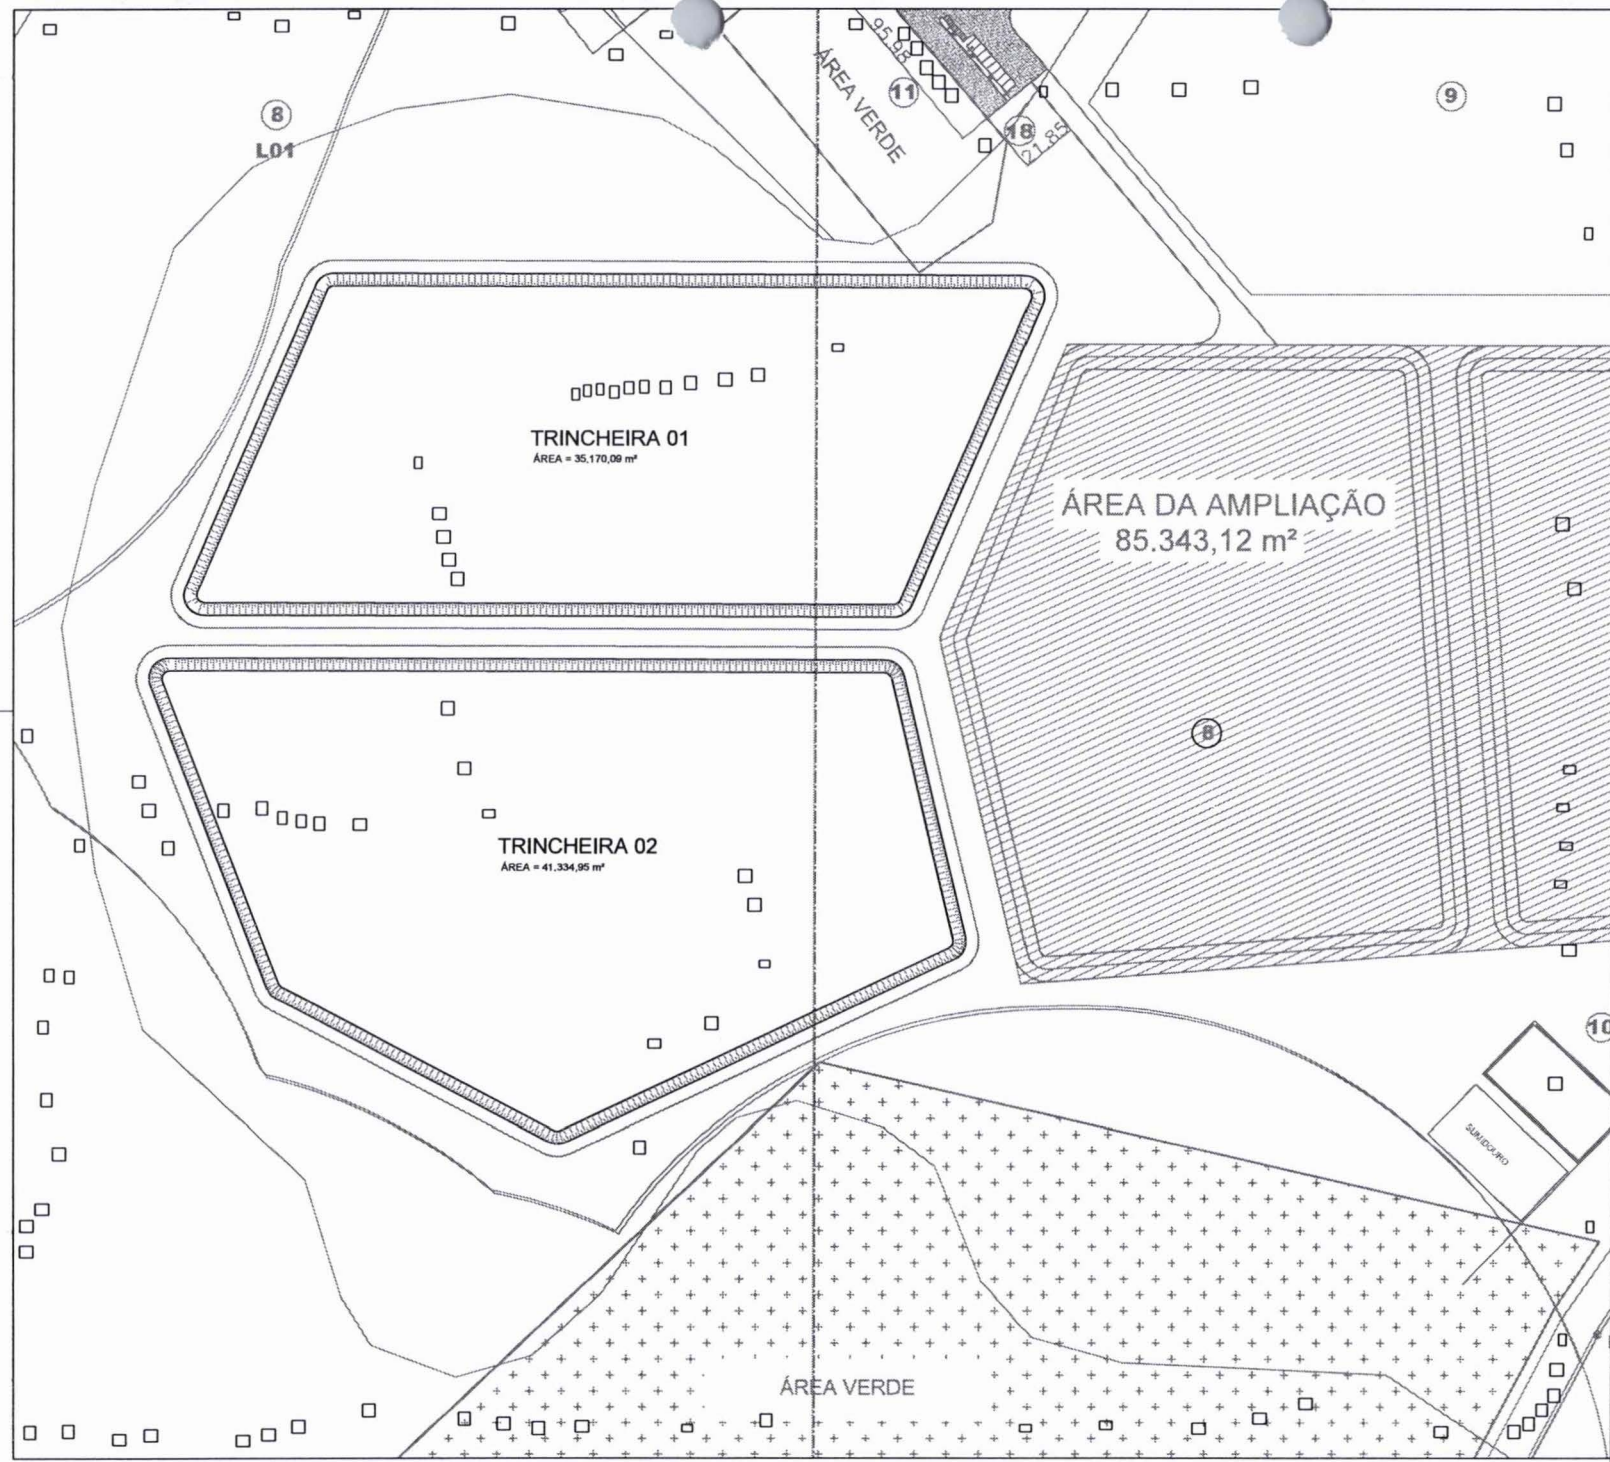 95.98
ÁREA VERDE
11
18
21.85
9
8
L01
TRINCHEIRA 01
ÁREA = 35,170,09 m²
ÁREA DA AMPLIAÇÃO
85.343,12 m²
8
TRINCHEIRA 02
ÁREA = 41,334,95 m²
10
SUMIDOURO
ÁREA VERDE